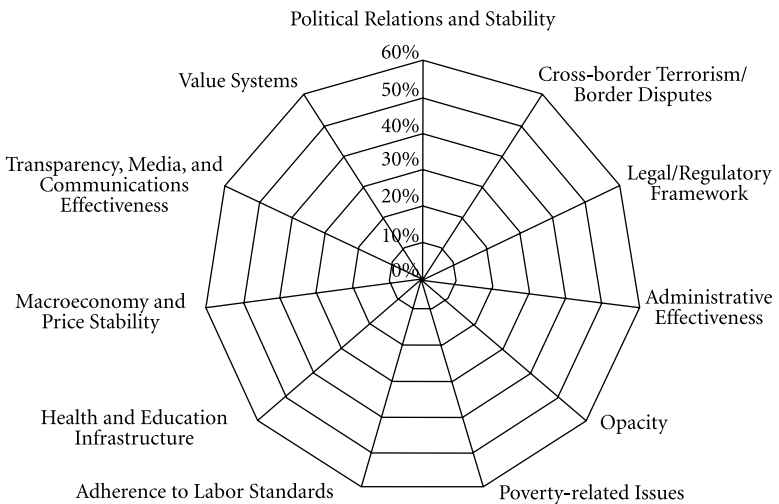 Political Relations and Stability
60%
50%
40%
30%
20%
10%
0%
Cross-border Terrorism/
Border Disputes
Legal/Regulatory
Framework
Administrative
Effectiveness
Opacity
Poverty-related Issues
Adherence to Labor Standards
Health and Education
Infrastructure
Macroeconomy and
Price Stability
Transparency, Media, and
Communications
Effectiveness
Value Systems